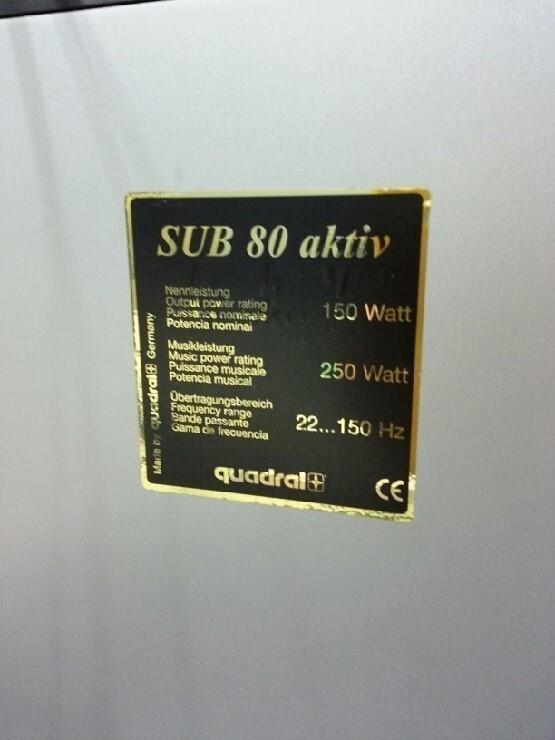 SUB 80 aktiv
Nennleistung
Output power rating
Puissance nominale
Potencia nominal
150 Watt
Musikleistung
Music power rating
Puissance musicale
Potencia musical
250 Watt
Übertragungsbereich
Frequency range
Bande passante
Gama de frecuencia
22...150 Hz
Made by quadral Germany
quadral
CE